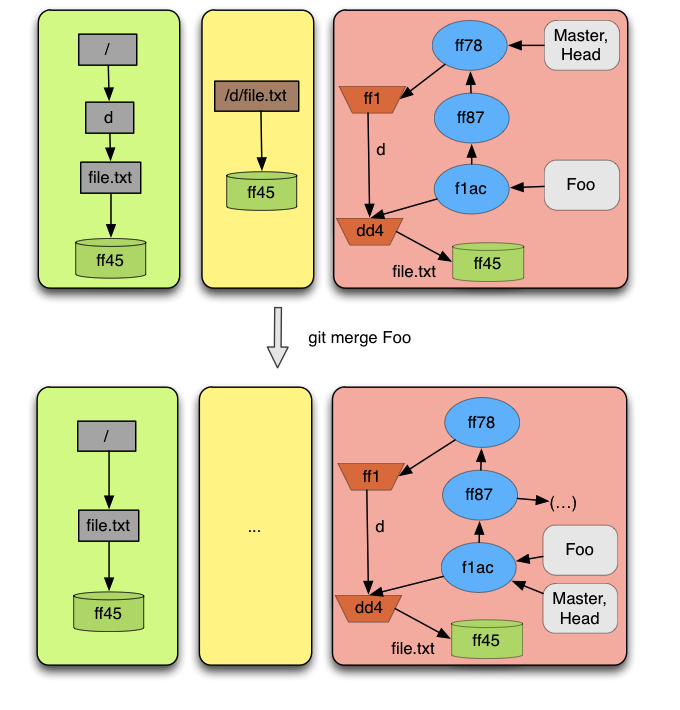 /
d
file.txt
ff45
/d/file.txt
ff45
ff78
Master,
Head
ff1
ff87
d
f1ac
Foo
dd4
ff45
file.txt
git merge Foo
/
file.txt
ff45
...
ff78
ff1
ff87
(...)
d
Foo
f1ac
Master,
Head
dd4
ff45
file.txt